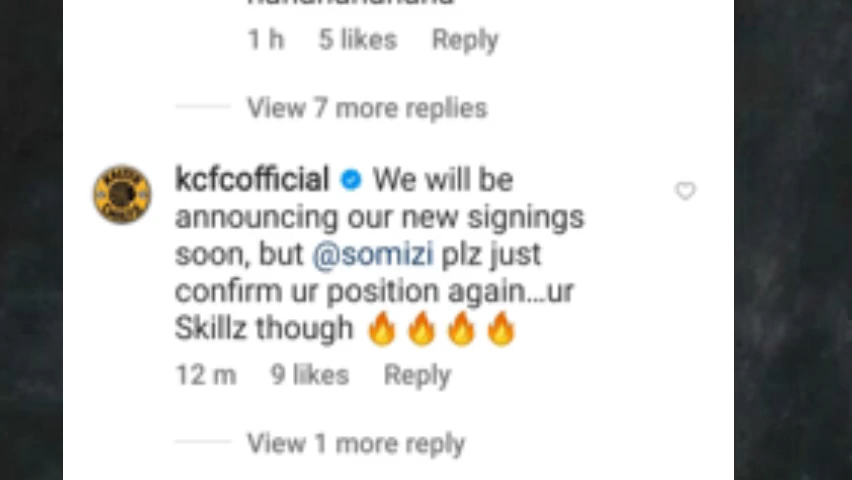 1 h 5 likes Reply
View 7 more replies
kcfcofficial We will be
announcing our new signings
soon, but @somizi plz just
confirm ur position again...ur
Skillz though 🔥🔥🔥🔥
12 m 9 likes Reply
View 1 more reply